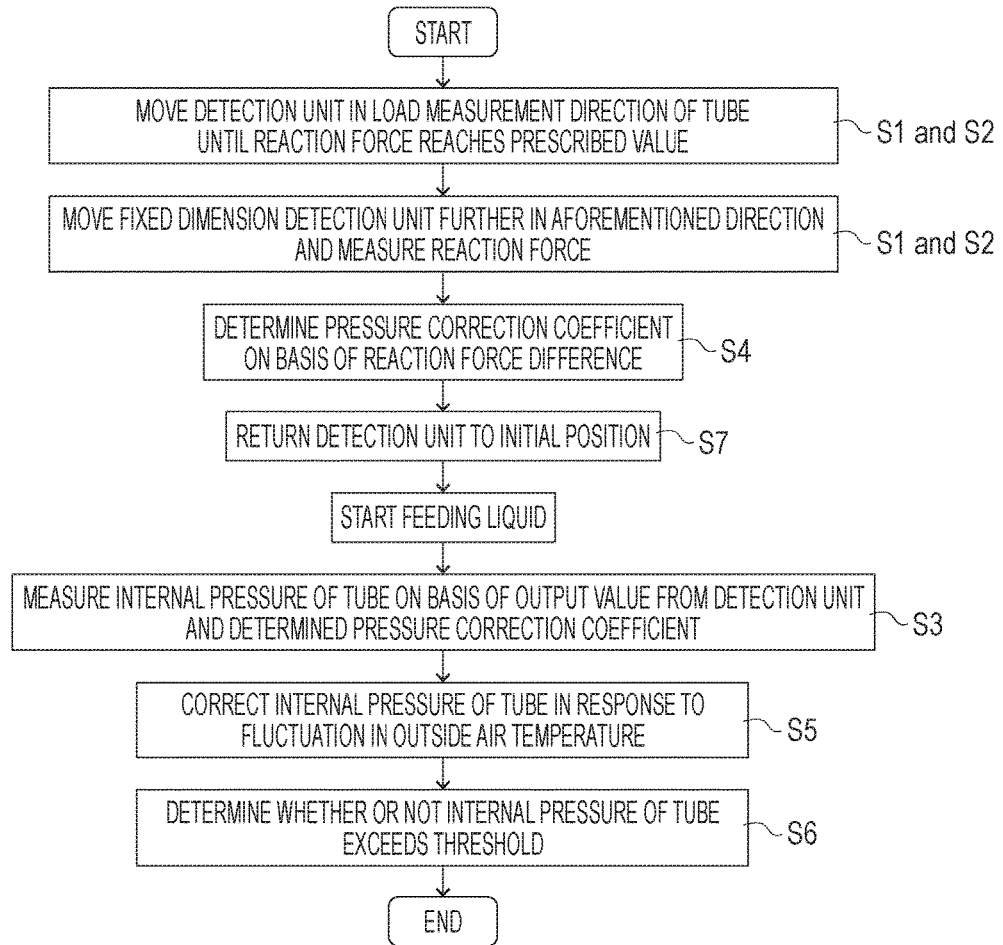 START
MOVE DETECTION UNIT IN LOAD MEASUREMENT DIRECTION OF TUBE
UNTIL REACTION FORCE REACHES PRESCRIBED VALUE
S1 and S2
MOVE FIXED DIMENSION DETECTION UNIT FURTHER IN AFOREMENTIONED DIRECTION
AND MEASURE REACTION FORCE
S1 and S2
DETERMINE PRESSURE CORRECTION COEFFICIENT
ON BASIS OF REACTION FORCE DIFFERENCE
S4
RETURN DETECTION UNIT TO INITIAL POSITION
S7
START FEEDING LIQUID
MEASURE INTERNAL PRESSURE OF TUBE ON BASIS OF OUTPUT VALUE FROM DETECTION UNIT
AND DETERMINED PRESSURE CORRECTION COEFFICIENT
S3
CORRECT INTERNAL PRESSURE OF TUBE IN RESPONSE TO
FLUCTUATION IN OUTSIDE AIR TEMPERATURE
S5
DETERMINE WHETHER OR NOT INTERNAL PRESSURE OF TUBE
EXCEEDS THRESHOLD
S6
END